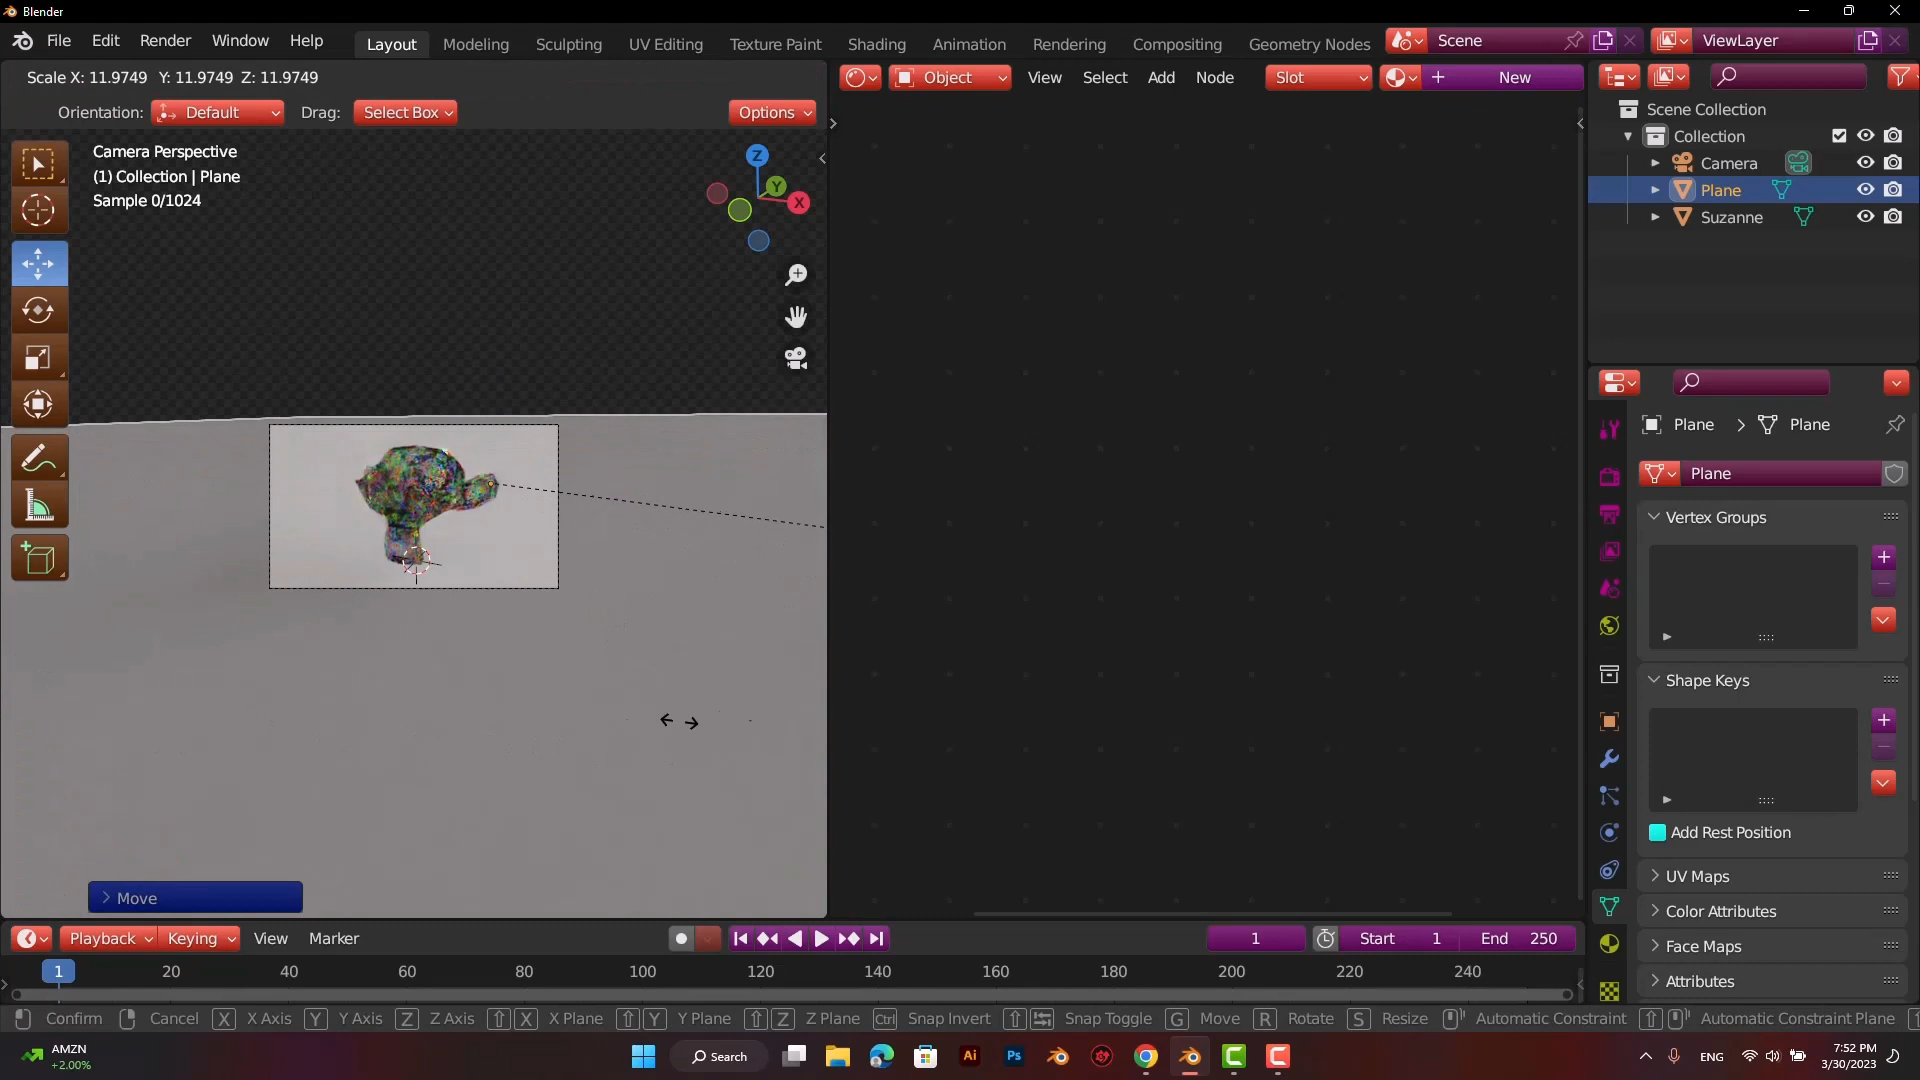 Blender
File Edit Render Window Help Layout Modeling Sculpting UV Editing Texture Paint Shading Animation Rendering Compositing Geometry Nodes Scene ViewLayer
Scale X: 11.9749 Y: 11.9749 Z: 11.9749
Object View Select Add Node Slot New
Orientation: Default Drag: Select Box Options
Camera Perspective
(1) Collection | Plane
Sample 0/1024
Z
Y
X
Scene Collection
Collection
Camera
Plane
Suzanne
Plane Plane
Plane
Vertex Groups
Shape Keys
Add Rest Position
UV Maps
Color Attributes
Face Maps
Attributes
Move
Playback Keying View Marker 1 Start 1 End 250
1 20 40 60 80 100 120 140 160 180 200 220 240
Confirm Cancel X X Axis Y Y Axis Z Z Axis X X Plane Y Y Plane Z Z Plane Ctrl Snap Invert Snap Toggle G Move R Rotate S Resize Automatic Constraint Automatic Constraint Plane
AMZN
+2.00%
Search
Ai
Ps
ENG
7:52 PM
3/30/2023